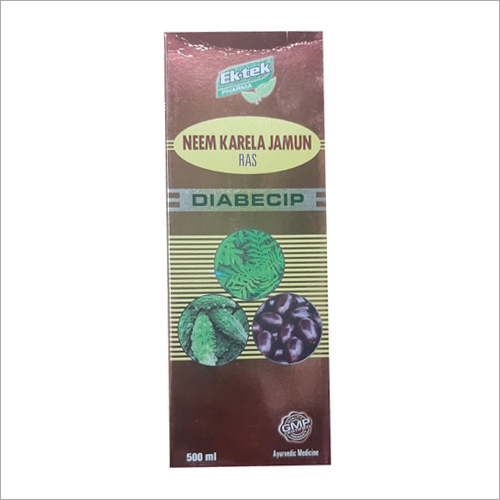 Ek-tek
PHARMA
NEEM KARELA JAMUN
RAS
DIABECIP
GMP
500 ml
Ayurvedic Medicine